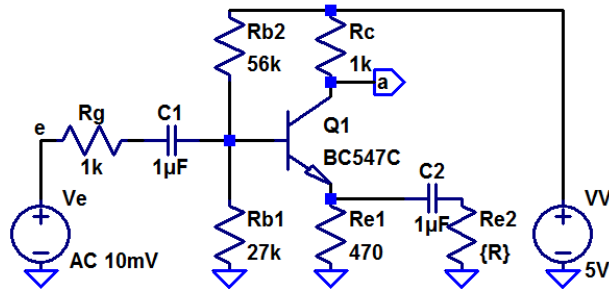 Rb2
56k
Rc
1k
a
e
Rg
1k
C1
1µF
Q1
BC547C
C2
1µF
Ve
AC 10mV
Rb1
27k
Re1
470
Re2
{R}
VV
5V